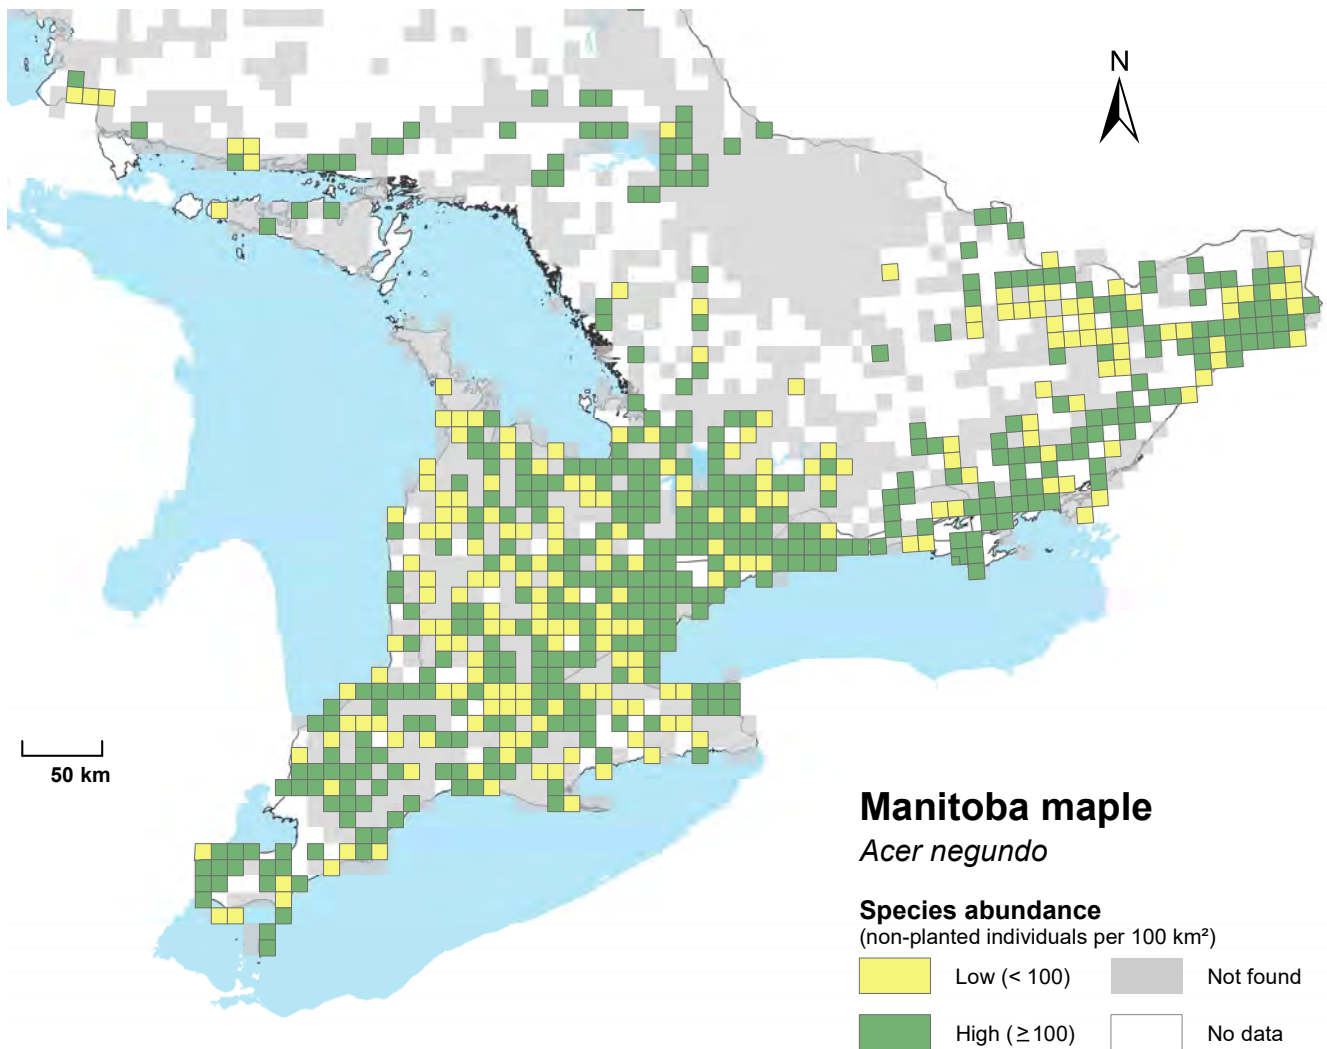 N
50 km
Manitoba maple
Acer negundo
Species abundance
(non-planted individuals per 100 km²)
Low (< 100)
Not found
High (≥100)
No data